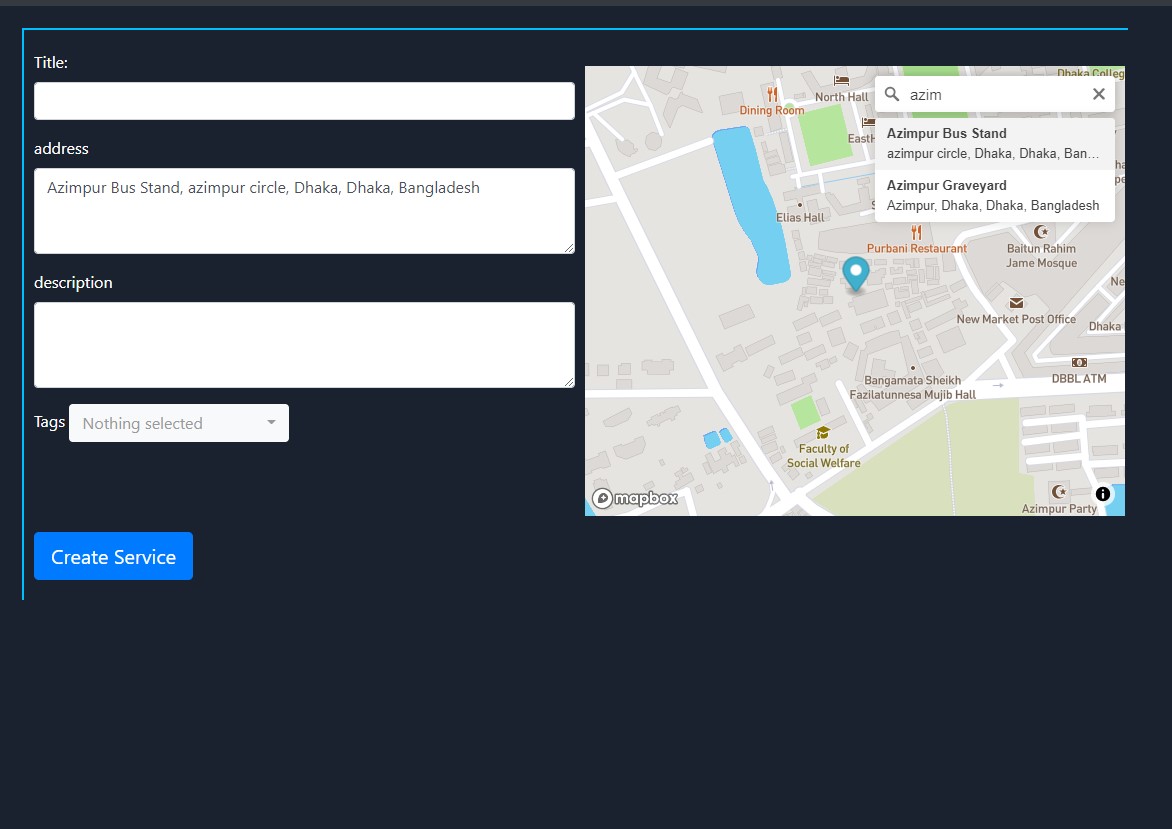 Title:
address
Azimpur Bus Stand, azimpur circle, Dhaka, Dhaka, Bangladesh
description
Tags
Nothing selected
Create Service
Dhaka Colleg
North Hall
Dining Room
EastH
azim
Azimpur Bus Stand
azimpur circle, Dhaka, Dhaka, Ban...
Azimpur Graveyard
Azimpur, Dhaka, Dhaka, Bangladesh
Elias Hall
Purbani Restaurant
Baitun Rahim
Jame Mosque
Ne
New Market Post Office
Dhaka
DBBL ATM
Bangamata Sheikh
Fazilatunnesa Mujib Hall
Faculty of
Social Welfare
Azimpur Party
mapbox